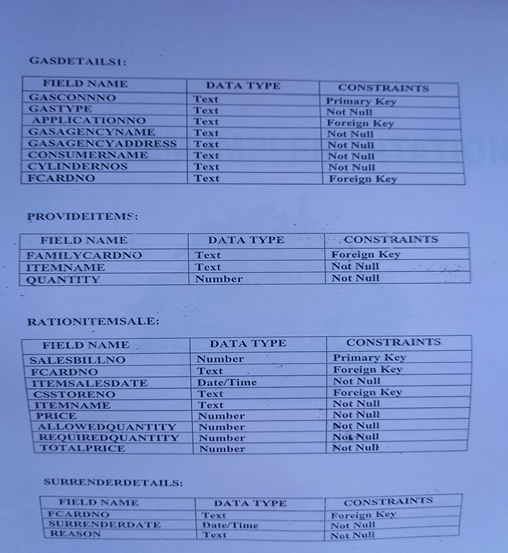 GASDETAILS1:
FIELD NAME DATA TYPE CONSTRAINTS
GASCONNNO Text Primary Key
GASTYPE Text Not Null
APPLICATIONNO Text Foreign Key
GASAGENCYNAME Text Not Null
GASAGENCYADDRESS Text Not Null
CONSUMERNAME Text Not Null
CYLINDERNOS Text Not Null
FCARDNO Text Foreign Key
PROVIDEITEMS:
FIELD NAME DATA TYPE CONSTRAINTS
FAMILYCARDNO Text Foreign Key
ITEMNAME Text Not Null
QUANTITY Number Not Null
RATIONITEMSALE:
FIELD NAME DATA TYPE CONSTRAINTS
SALESBILLNO Number Primary Key
FCARDNO Text Foreign Key
ITEMSALESDATE Date/Time Not Null
CSSTORENO Text Foreign Key
ITEMNAME Text Not Null
PRICE Number Not Null
ALLOWEDQUANTITY Number Not Null
REQUIREDQUANTITY Number Not Null
TOTALPRICE Number Not Null
SURRENDERDETAILS:
FIELD NAME DATA TYPE CONSTRAINTS
FCARDNO Text Foreign Key
SURRENDERDATE Date/Time Not Null
REASON Text Not Null